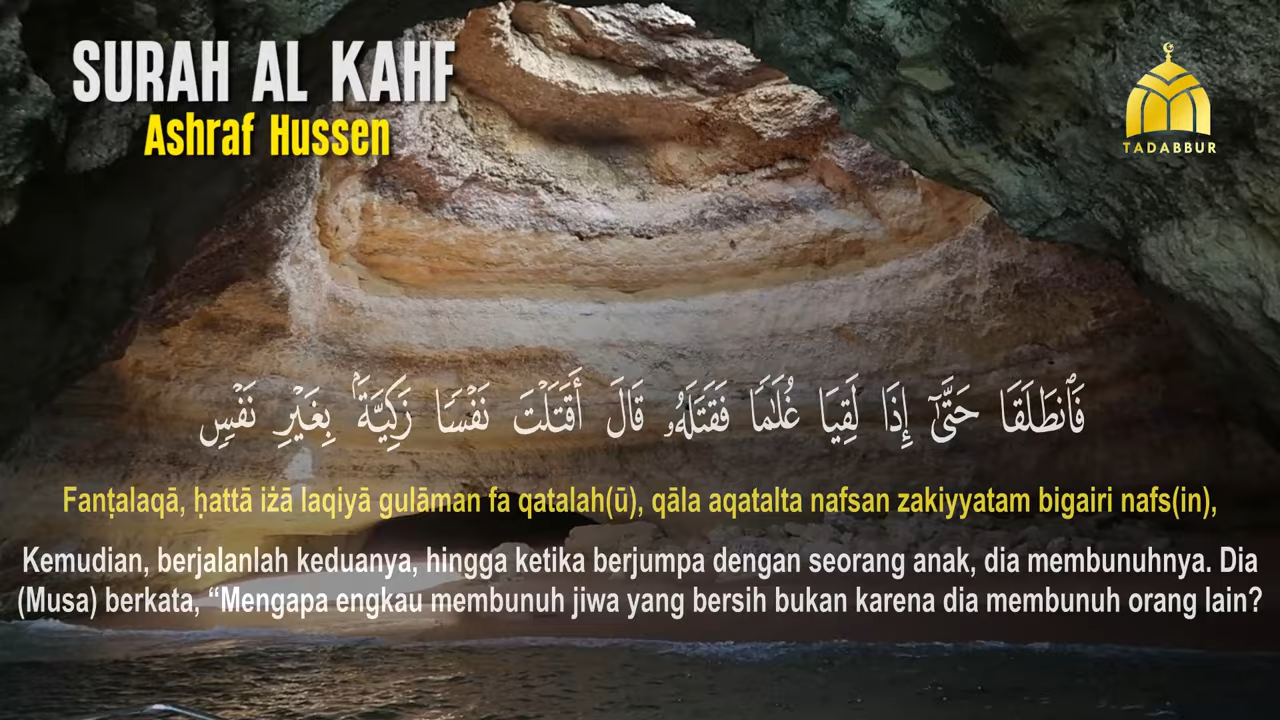 SURAH AL KAHF
Ashraf Hussen
TADABBUR
فَٱنطَلَقَا حَتَّىٰٓ إِذَا لَقِيَا غُلَـٰمًا فَقَتَلَهُۥ قَالَ أَقَتَلْتَ نَفْسًا زَكِيَّةًۢ بِغَيْرِ نَفْسٍ
Fanṭalaqā, ḥattā iżā laqiyā gulāman fa qatalah(ū), qāla aqatalta nafsan zakiyyatam bigairi nafs(in),
Kemudian, berjalanlah keduanya, hingga ketika berjumpa dengan seorang anak, dia membunuhnya. Dia
(Musa) berkata, “Mengapa engkau membunuh jiwa yang bersih bukan karena dia membunuh orang lain?